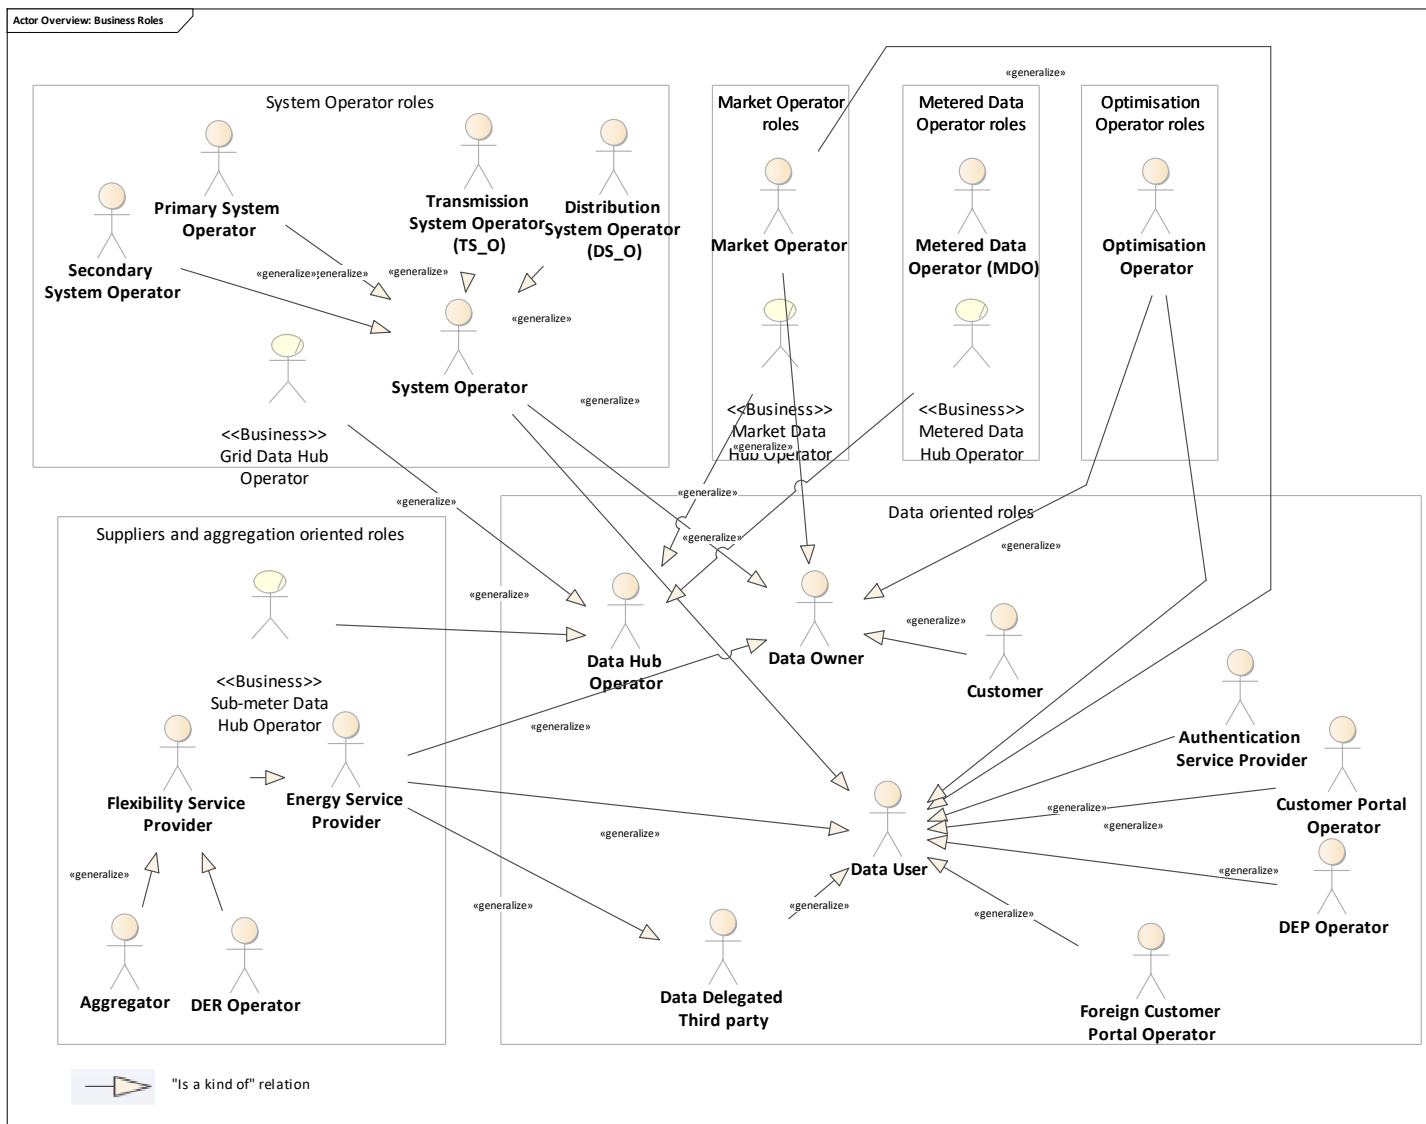 Actor Overview: Business Roles
«generalize»
System Operator roles
Market Operator
roles
Metered Data
Operator roles
Optimisation
Operator roles
Primary System
Operator
Transmission
System Operator
(TS_O)
Distribution
System Operator
(DS_O)
Secondary
System Operator
Market Operator
Metered Data
Operator (MDO)
Optimisation
Operator
«generalize»
«generalize»
«generalize»
«generalize»
System Operator
«generalize»
<<Business>>
Grid Data Hub
Operator
<<Business>>
Market Data
Hub Operator
<<Business>>
Metered Data
Hub Operator
«generalize»
«generalize»
«generalize»
«generalize»
«generalize»
Data oriented roles
Suppliers and aggregation oriented roles
«generalize»
«generalize»
Data Hub
Operator
Data Owner
«generalize»
Customer
<<Business>>
Sub-meter Data
Hub Operator
«generalize»
Authentication
Service Provider
Flexibility Service
Provider
Energy Service
Provider
Customer Portal
Operator
«generalize»
«generalize»
«generalize»
Data User
«generalize»
«generalize»
«generalize»
«generalize»
«generalize»
DEP Operator
Aggregator
DER Operator
Data Delegated
Third party
Foreign Customer
Portal Operator
"Is a kind of" relation